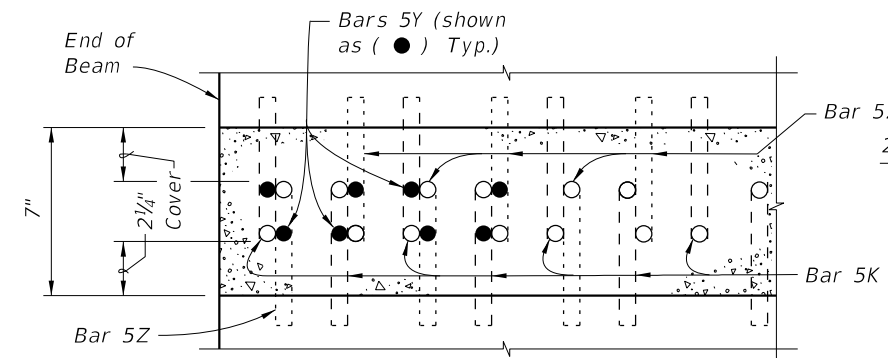 Bars 5Y (shown
as ( ● ) Typ.)
End of
Beam
Bar 5
2
7"
2¼"
Cover
Bar 5K
Bar 5Z